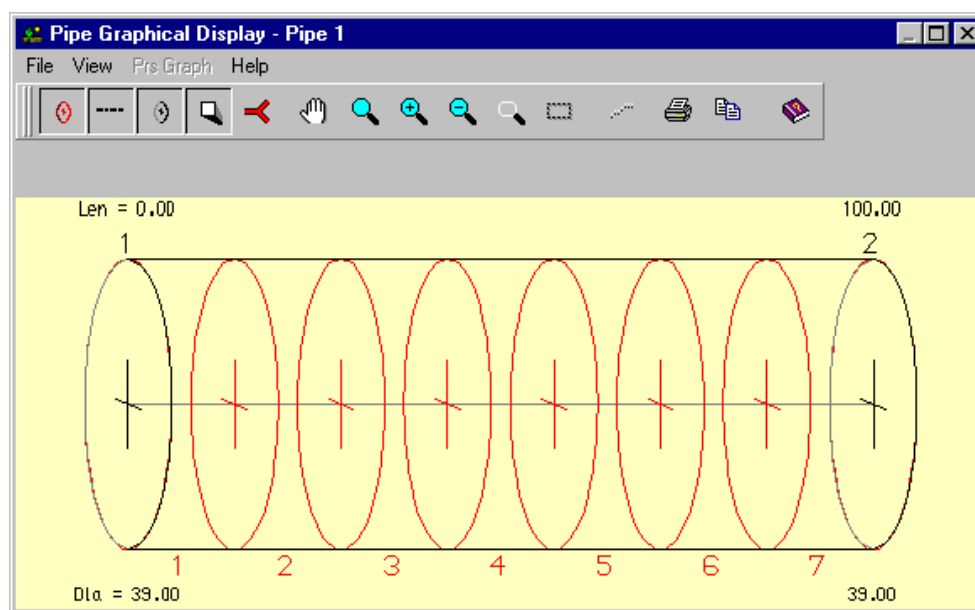 Pipe Graphical Display - Pipe 1
File View Prs Graph Help
Len = 0.00 100.00
1 2
1 2 3 4 5 6 7
Dia = 39.00 39.00